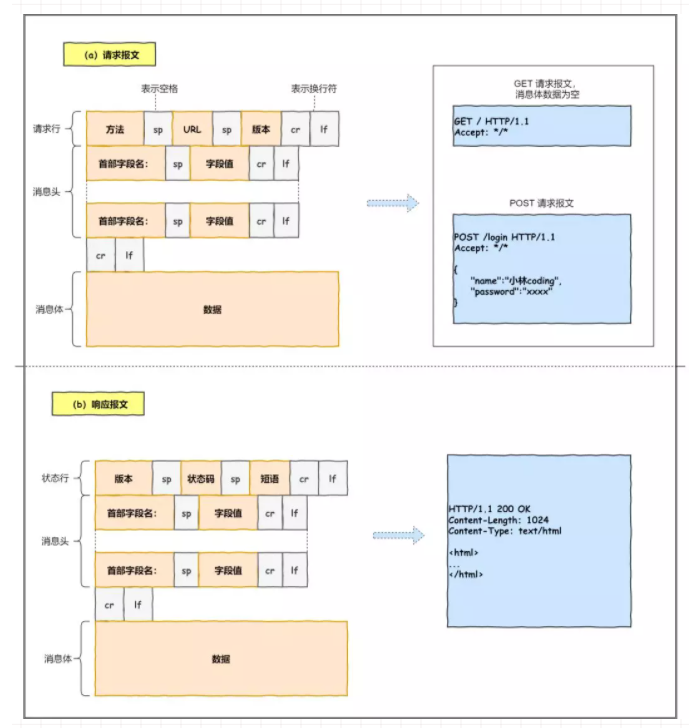 （a）请求报文
表示空格
表示换行符
请求行
方法 sp URL sp 版本 cr lf
消息头
首部字段名： sp 字段值 cr lf
首部字段名： sp 字段值 cr lf
cr lf
消息体
数据
GET 请求报文，
消息体数据为空
GET / HTTP/1.1
Accept: */*
POST 请求报文
POST /login HTTP/1.1
Accept: */*
{
"name":"小林coding",
"password":"xxxx"
}
（b）响应报文
状态行
版本 sp 状态码 sp 短语 cr lf
消息头
首部字段名： sp 字段值 cr lf
首部字段名： sp 字段值 cr lf
cr lf
消息体
数据
HTTP/1.1 200 OK
Content-Length: 1024
Content-Type: text/html
<html>
...
</html>